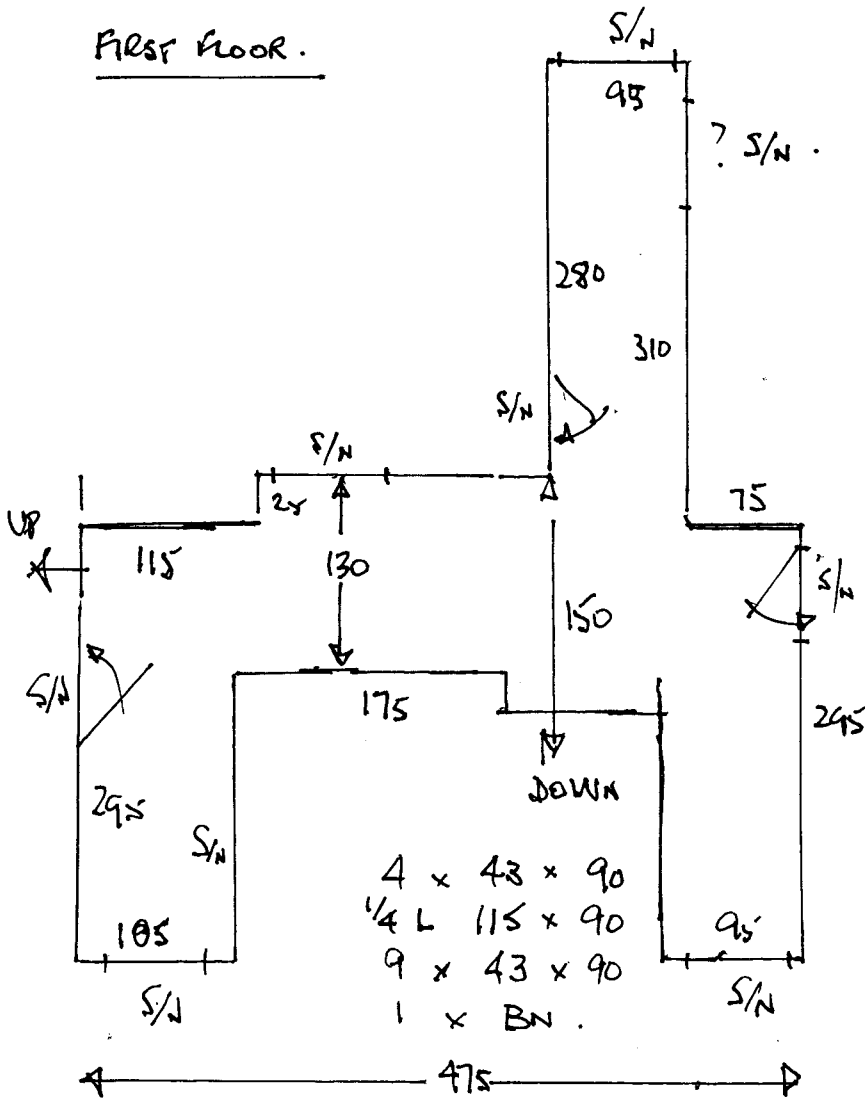 FIRST FLOOR.
S/N
95
? S/N.
280
310
S/N
S/N
25
75
UP
115
130
150
S/N
S/N
175
295
295
DOWN
S/N
4 x 43 x 90
1/4 L 115 x 90
9 x 43 x 90
1 x BN.
105
95
S/N
S/N
475